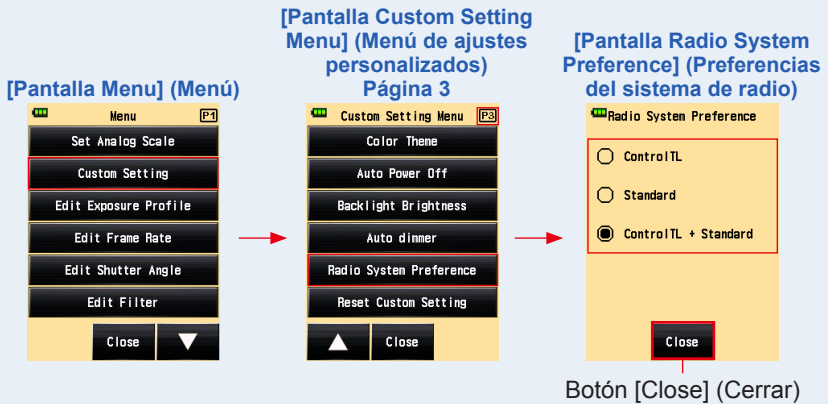 [Pantalla Menu] (Menú)
Menu P1
Set Analog Scale
Custom Setting
Edit Exposure Profile
Edit Frame Rate
Edit Shutter Angle
Edit Filter
Close
[Pantalla Custom Setting
Menu] (Menú de ajustes
personalizados)
Página 3
Custom Setting Menu P3
Color Theme
Auto Power Off
Backlight Brightness
Auto dimmer
Radio System Preference
Reset Custom Setting
Close
[Pantalla Radio System
Preference] (Preferencias
del sistema de radio)
Radio System Preference
ControlTL
Standard
ControlTL + Standard
Close
Botón [Close] (Cerrar)